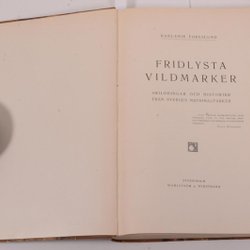 KARL-ERIK FORSSLUND
FRIDLYSTA
VILDMARKER
SKILDRINGAR OCH HISTORIER
FRÅN SVERIGES NATIONALPARKER
STOCKHOLM
WAHLSTRÖM & WIDSTRAND